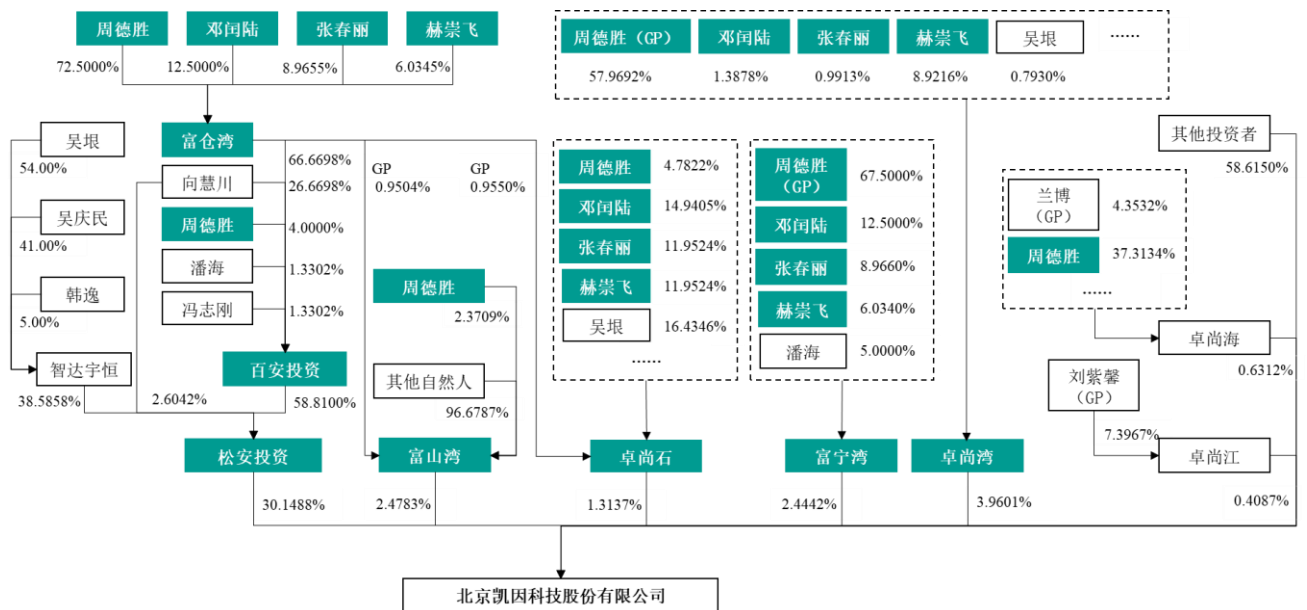 周德胜
邓闰陆
张春丽
赫崇飞
72.5000%
12.5000%
8.9655%
6.0345%
周德胜（GP）
邓闰陆
张春丽
赫崇飞
吴垠
……
57.9692%
1.3878%
0.9913%
8.9216%
0.7930%
吴垠
54.00%
吴庆民
41.00%
韩逸
5.00%
智达宇恒
38.5858%
富仓湾
66.6698%
向慧川
26.6698%
周德胜
4.0000%
潘海
1.3302%
冯志刚
1.3302%
百安投资
2.6042%
58.8100%
GP
0.9504%
GP
0.9550%
周德胜
2.3709%
其他自然人
96.6787%
周德胜
4.7822%
邓闰陆
14.9405%
张春丽
11.9524%
赫崇飞
11.9524%
吴垠
16.4346%
……
周德胜
（GP）
67.5000%
邓闰陆
12.5000%
张春丽
8.9660%
赫崇飞
6.0340%
潘海
5.0000%
其他投资者
58.6150%
兰博
（GP）
4.3532%
周德胜
37.3134%
……
卓尚海
0.6312%
刘紫馨
（GP）
7.3967%
卓尚江
0.4087%
松安投资
富山湾
卓尚石
富宁湾
卓尚湾
30.1488%
2.4783%
1.3137%
2.4442%
3.9601%
北京凯因科技股份有限公司